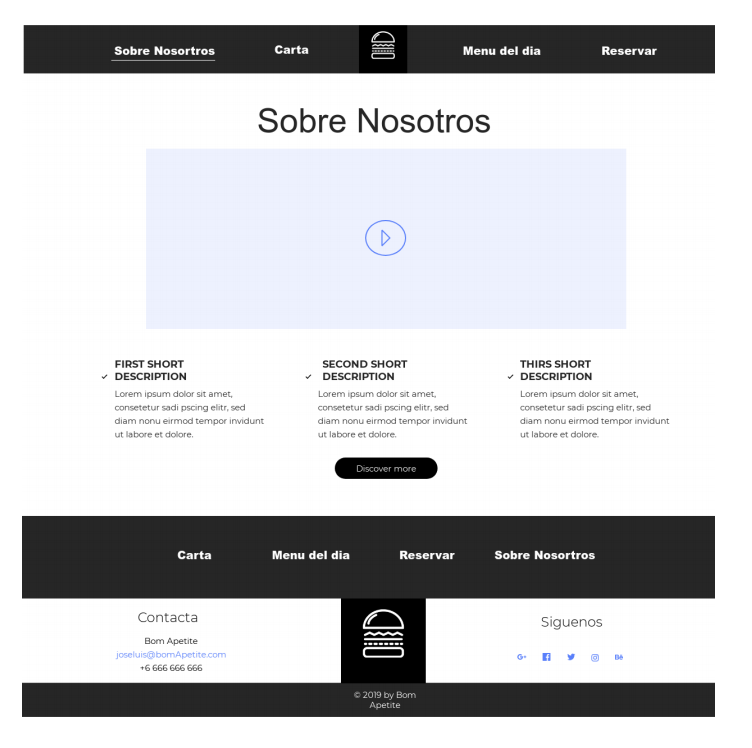 Sobre Nosortros
Carta
Menu del dia
Reservar
Sobre Nosotros
FIRST SHORT
DESCRIPTION
Lorem ipsum dolor sit amet,
consetetur sadi pscing elitr, sed
diam nonu eirmod tempor invidunt
ut labore et dolore.
SECOND SHORT
DESCRIPTION
Lorem ipsum dolor sit amet,
consetetur sadi pscing elitr, sed
diam nonu eirmod tempor invidunt
ut labore et dolore.
THIRS SHORT
DESCRIPTION
Lorem ipsum dolor sit amet,
consetetur sadi pscing elitr, sed
diam nonu eirmod tempor invidunt
ut labore et dolore.
Discover more
Carta
Menu del dia
Reservar
Sobre Nosortros
Contacta
Bom Apetite
joseluis@bomApetite.com
+6 666 666 666
Siguenos
G+
Bē
© 2019 by Bom
Apetite